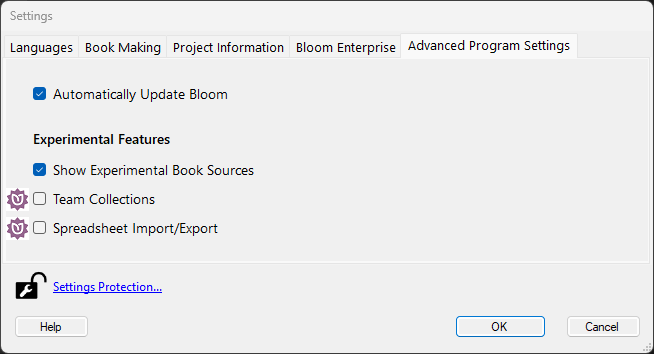 Settings
Languages Book Making Project Information Bloom Enterprise Advanced Program Settings
Automatically Update Bloom
Experimental Features
Show Experimental Book Sources
Team Collections
Spreadsheet Import/Export
Settings Protection...
Help OK Cancel